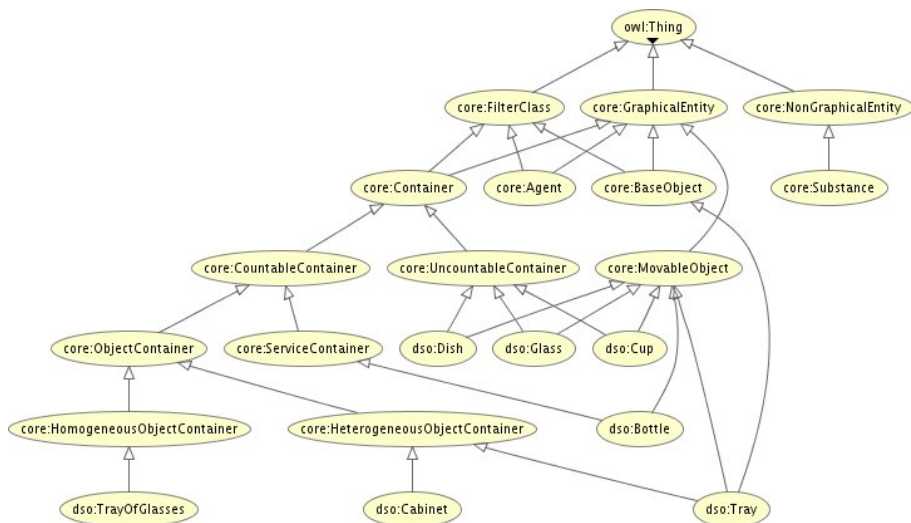 owl:Thing
core:FilterClass
core:GraphicalEntity
core:NonGraphicalEntity
core:Container
core:Agent
core:BaseObject
core:Substance
core:CountableContainer
core:UncountableContainer
core:MovableObject
core:ObjectContainer
core:ServiceContainer
dso:Dish
dso:Glass
dso:Cup
core:HomogeneousObjectContainer
core:HeterogeneousObjectContainer
dso:Bottle
dso:TrayOfGlasses
dso:Cabinet
dso:Tray